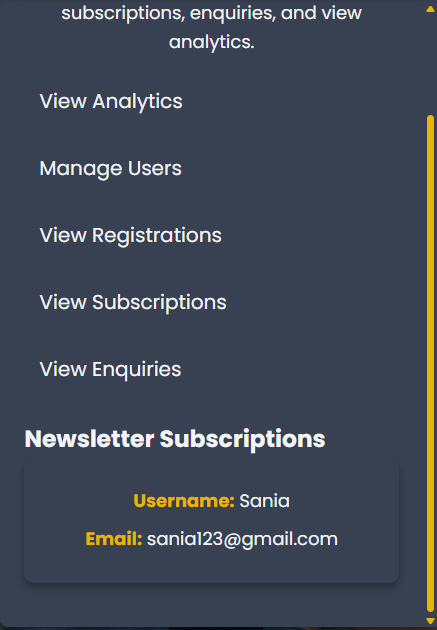 subscriptions, enquiries, and view
analytics.
View Analytics
Manage Users
View Registrations
View Subscriptions
View Enquiries
Newsletter Subscriptions
Username: Sania
Email: sania123@gmail.com